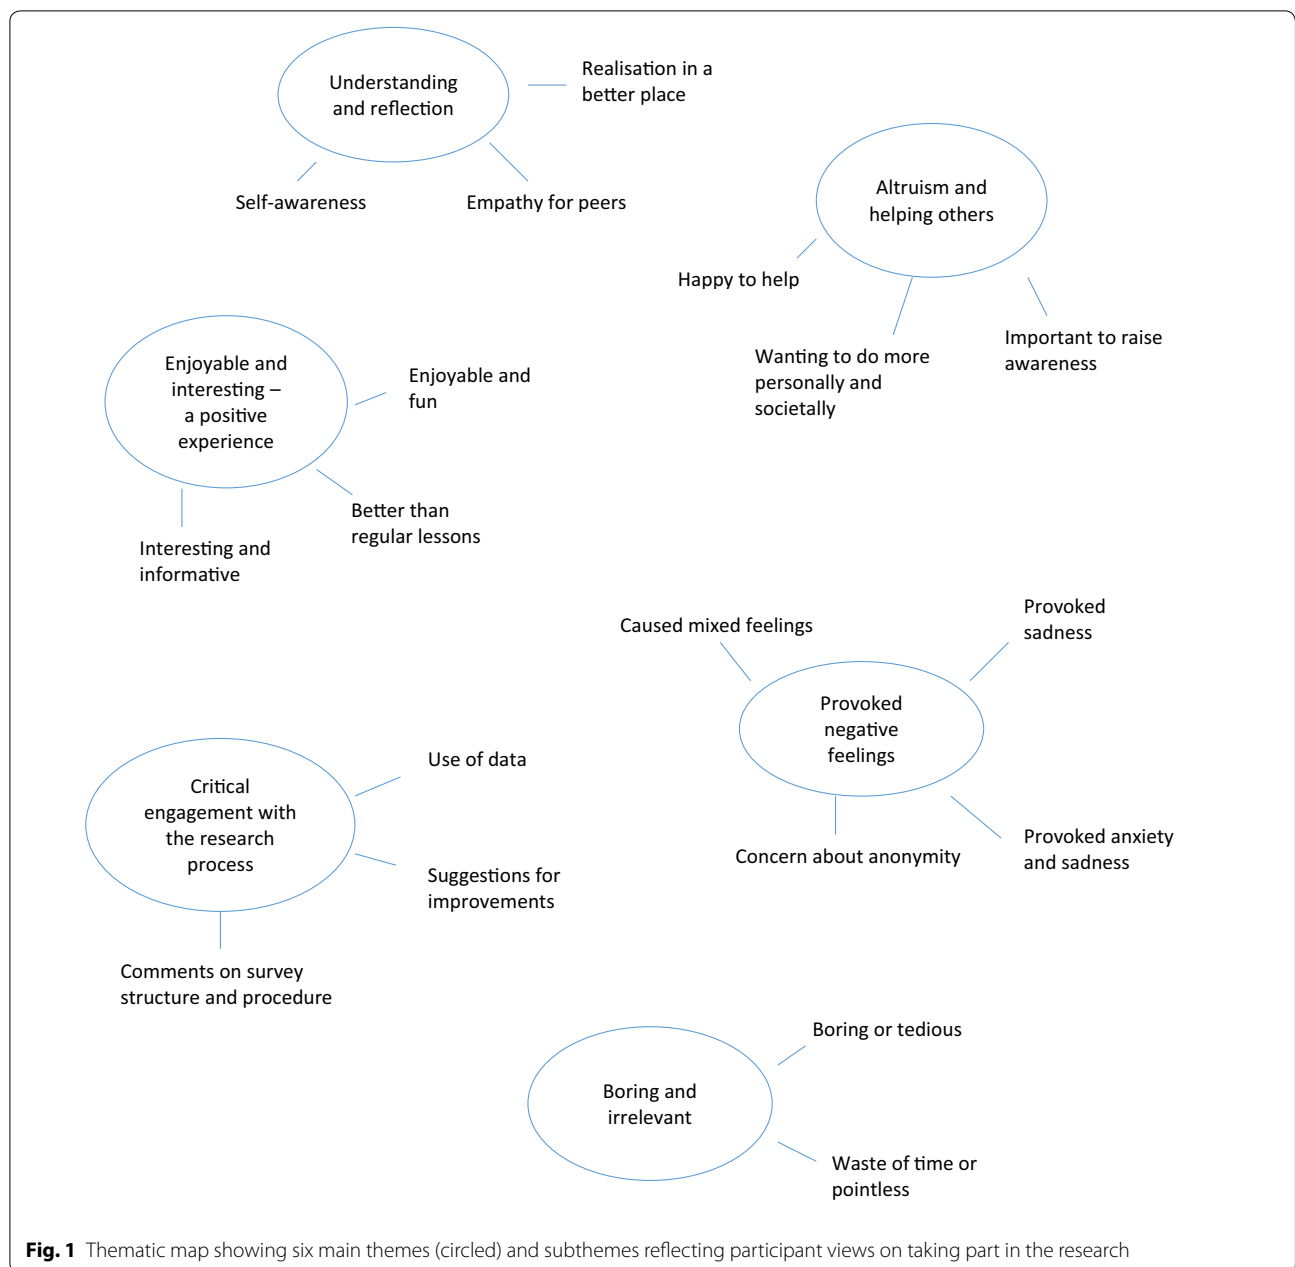 Understanding
and reflection
Realisation in a
better place
Self-awareness
Empathy for peers
Altruism and
helping others
Happy to help
Wanting to do more
personally and
societally
Important to raise
awareness
Enjoyable and
interesting –
a positive
experience
Enjoyable and
fun
Better than
regular lessons
Interesting and
informative
Caused mixed feelings
Provoked
sadness
Provoked
negative
feelings
Concern about anonymity
Provoked anxiety
and sadness
Critical
engagement with
the research
process
Use of data
Suggestions for
improvements
Comments on survey
structure and procedure
Boring and
irrelevant
Boring or tedious
Waste of time or
pointless
Fig. 1 Thematic map showing six main themes (circled) and subthemes reflecting participant views on taking part in the research